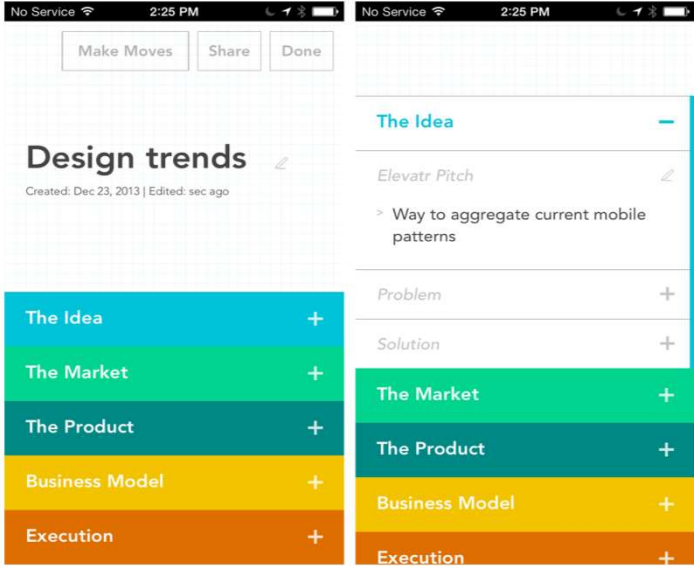 No Service 2:25 PM
Make Moves Share Done
Design trends
Created: Dec 23, 2013 | Edited: sec ago
The Idea +
The Market +
The Product +
Business Model +
Execution +
No Service 2:25 PM
The Idea −
Elevatr Pitch
> Way to aggregate current mobile
patterns
Problem +
Solution +
The Market +
The Product +
Business Model +
Execution +